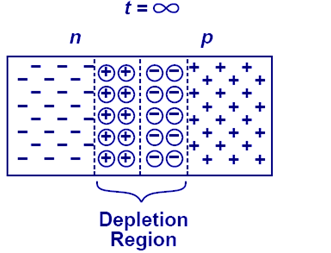 t = ∞
n p
Depletion
Region